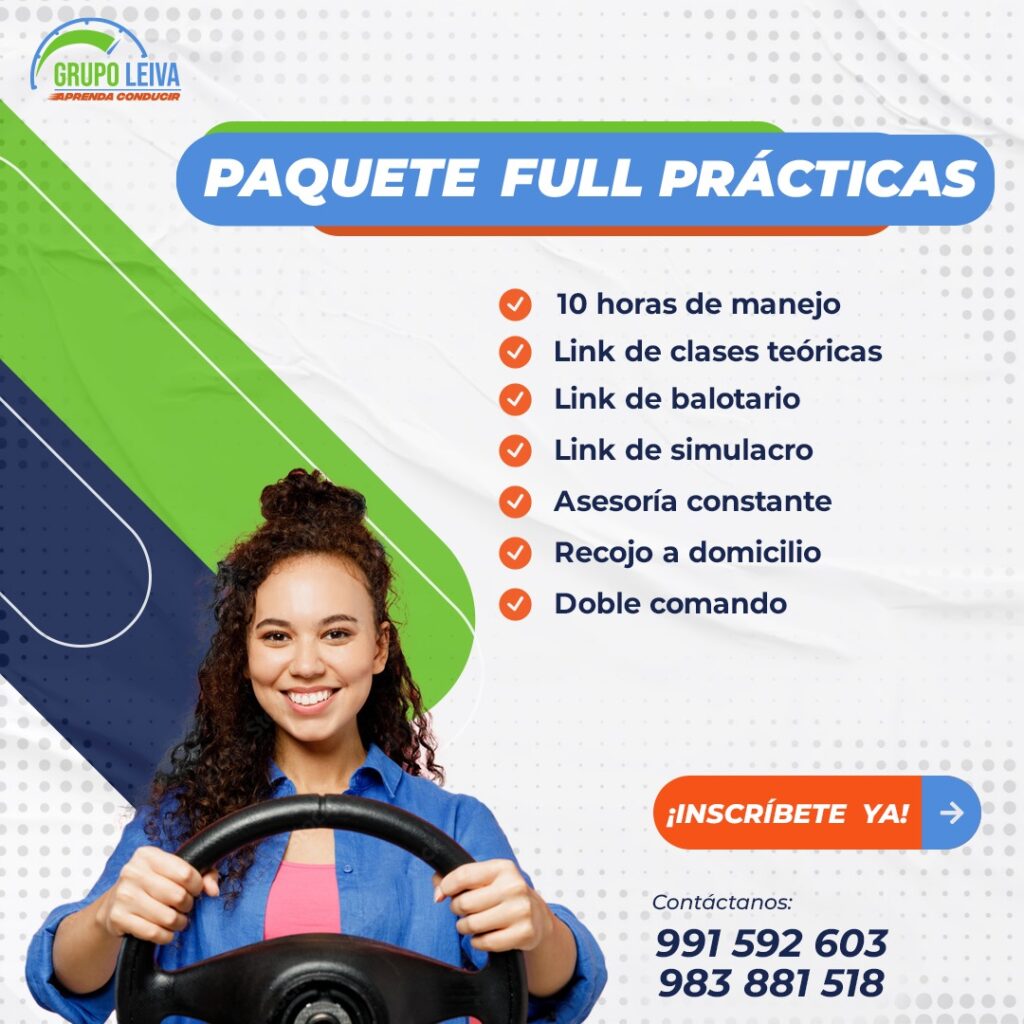 GRUPO LEIVA
APRENDA CONDUCIR
PAQUETE FULL PRÁCTICAS
10 horas de manejo
Link de clases teóricas
Link de balotario
Link de simulacro
Asesoría constante
Recojo a domicilio
Doble comando
¡INSCRÍBETE YA!
Contáctanos:
991 592 603
983 881 518